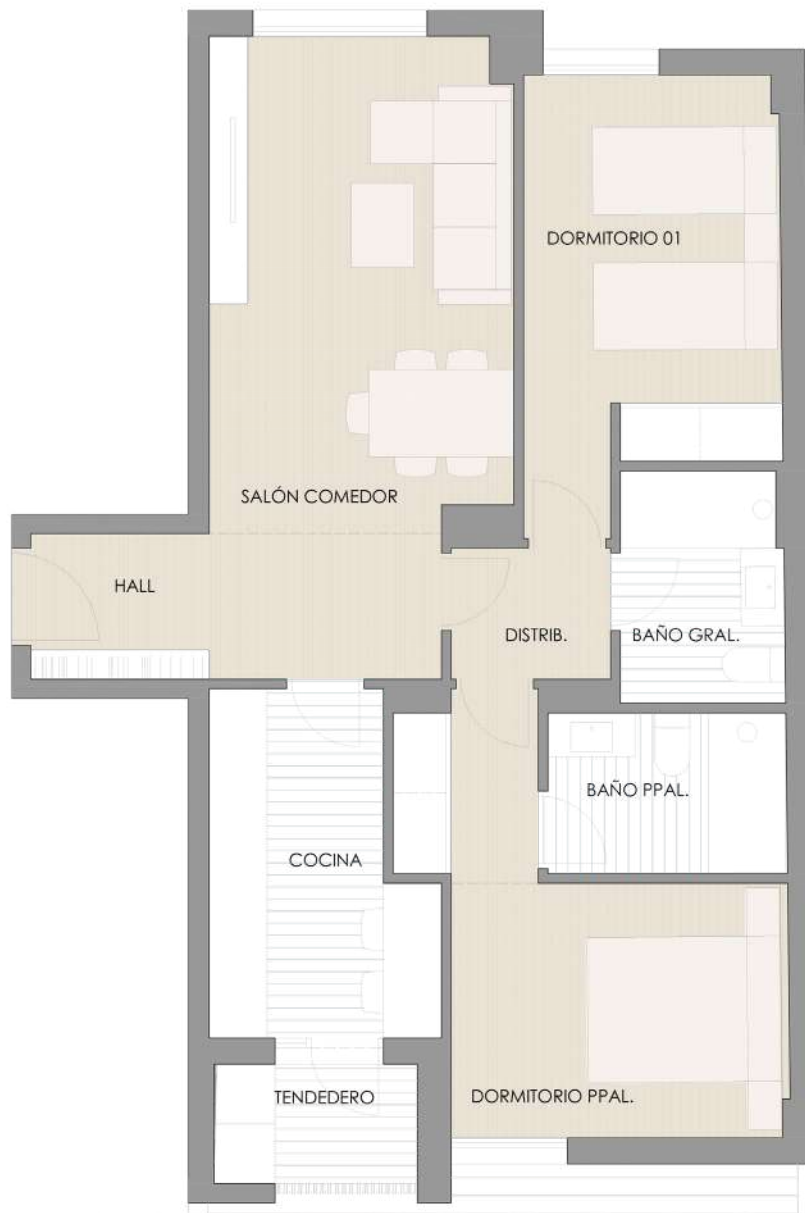 DORMITORIO 01
SALÓN COMEDOR
HALL
DISTRIB.
BAÑO GRAL.
BAÑO PPAL.
COCINA
TENDEDERO
DORMITORIO PPAL.